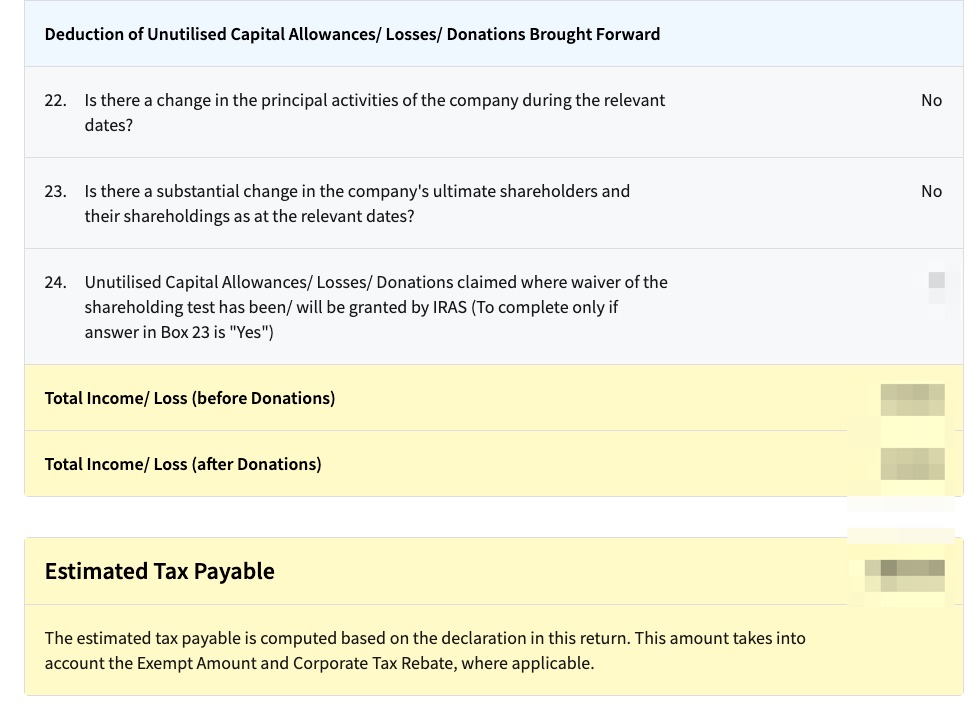 Deduction of Unutilised Capital Allowances/ Losses/ Donations Brought Forward
22. Is there a change in the principal activities of the company during the relevant No
dates?
23. Is there a substantial change in the company's ultimate shareholders and No
their shareholdings as at the relevant dates?
24. Unutilised Capital Allowances/ Losses/ Donations claimed where waiver of the
shareholding test has been/ will be granted by IRAS (To complete only if
answer in Box 23 is "Yes")
Total Income/ Loss (before Donations)
Total Income/ Loss (after Donations)
Estimated Tax Payable
The estimated tax payable is computed based on the declaration in this return. This amount takes into
account the Exempt Amount and Corporate Tax Rebate, where applicable.